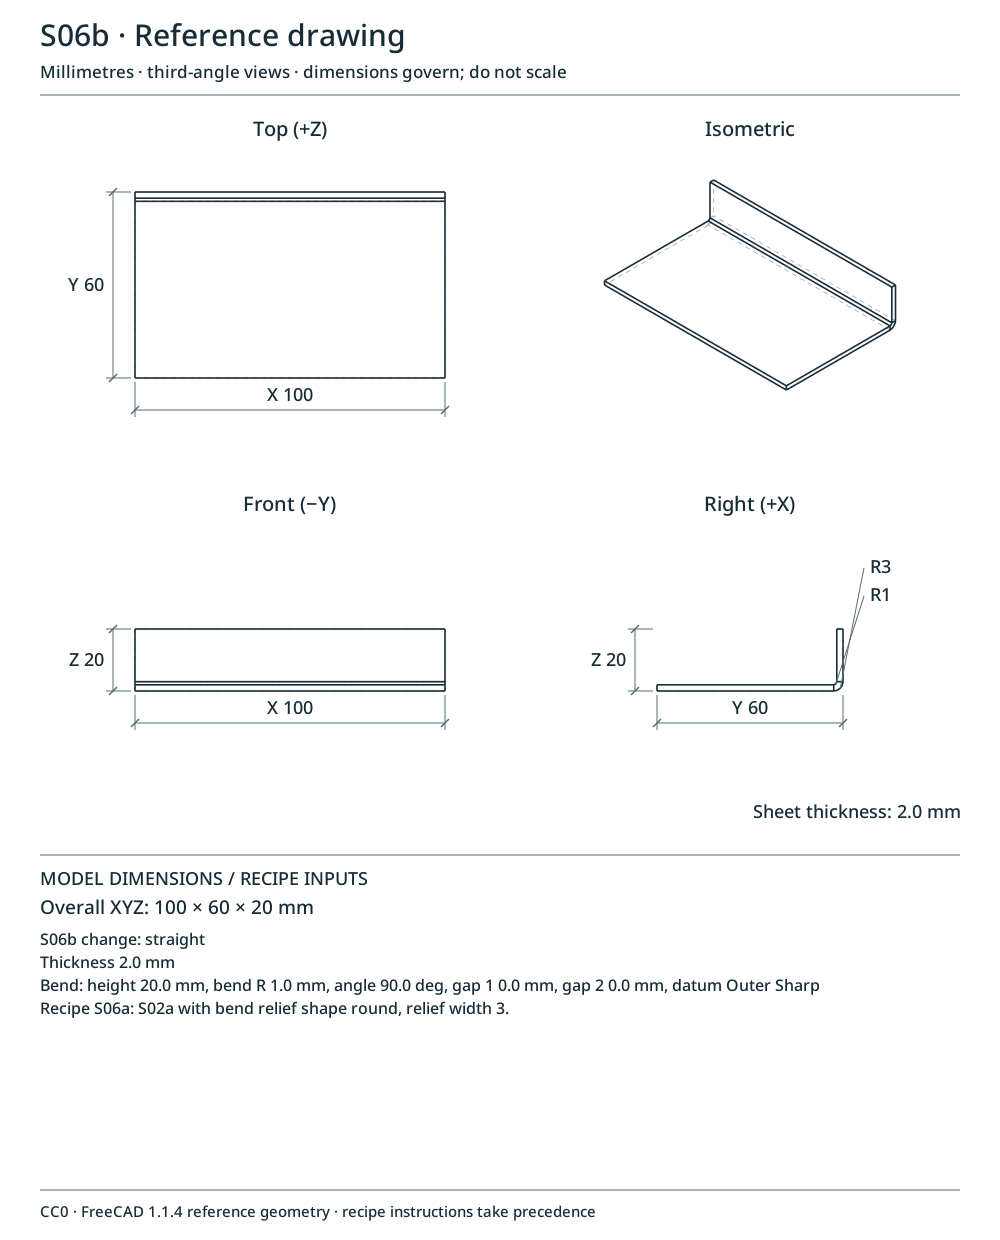 S06b · Reference drawing
Millimetres · third-angle views · dimensions govern; do not scale
Top (+Z)
Isometric
Y 60
X 100
Front (−Y)
Right (+X)
R3
R1
Z 20
X 100
Z 20
Y 60
Sheet thickness: 2.0 mm
MODEL DIMENSIONS / RECIPE INPUTS
Overall XYZ: 100 × 60 × 20 mm
S06b change: straight
Thickness 2.0 mm
Bend: height 20.0 mm, bend R 1.0 mm, angle 90.0 deg, gap 1 0.0 mm, gap 2 0.0 mm, datum Outer Sharp
Recipe S06a: S02a with bend relief shape round, relief width 3.
CC0 · FreeCAD 1.1.4 reference geometry · recipe instructions take precedence